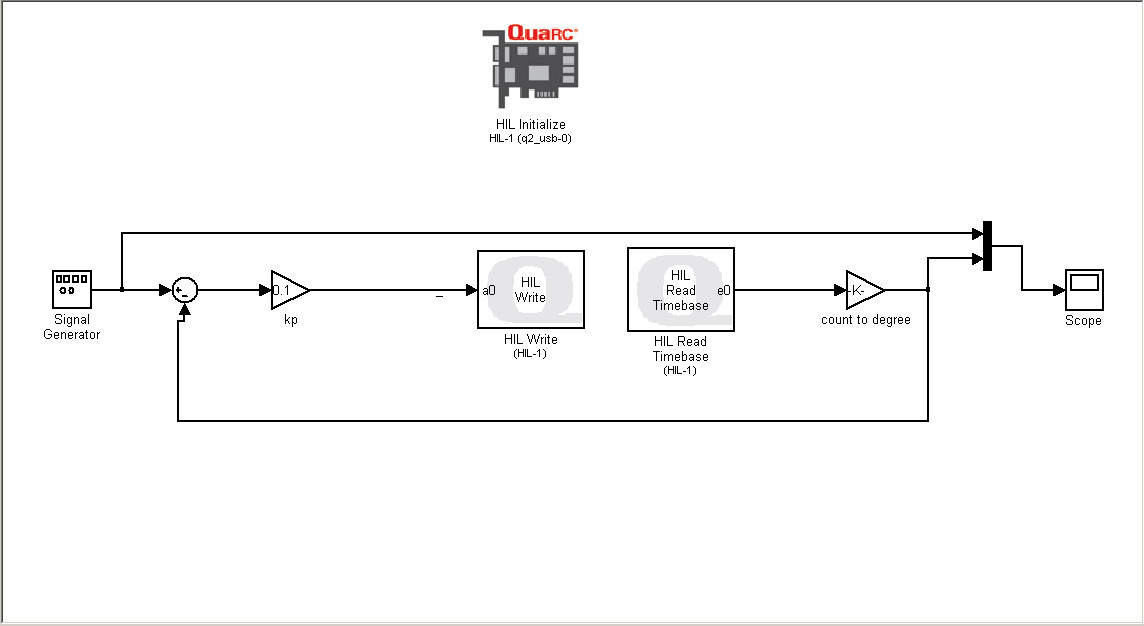 QUARC®
HIL Initialize
HIL-1 (q2_usb-0)
Signal
Generator
+
-
0.1
kp
_
a0
HIL
Write
HIL Write
(HIL-1)
HIL
Read
Timebase
e0
HIL Read
Timebase
(HIL-1)
-K-
count to degree
Scope